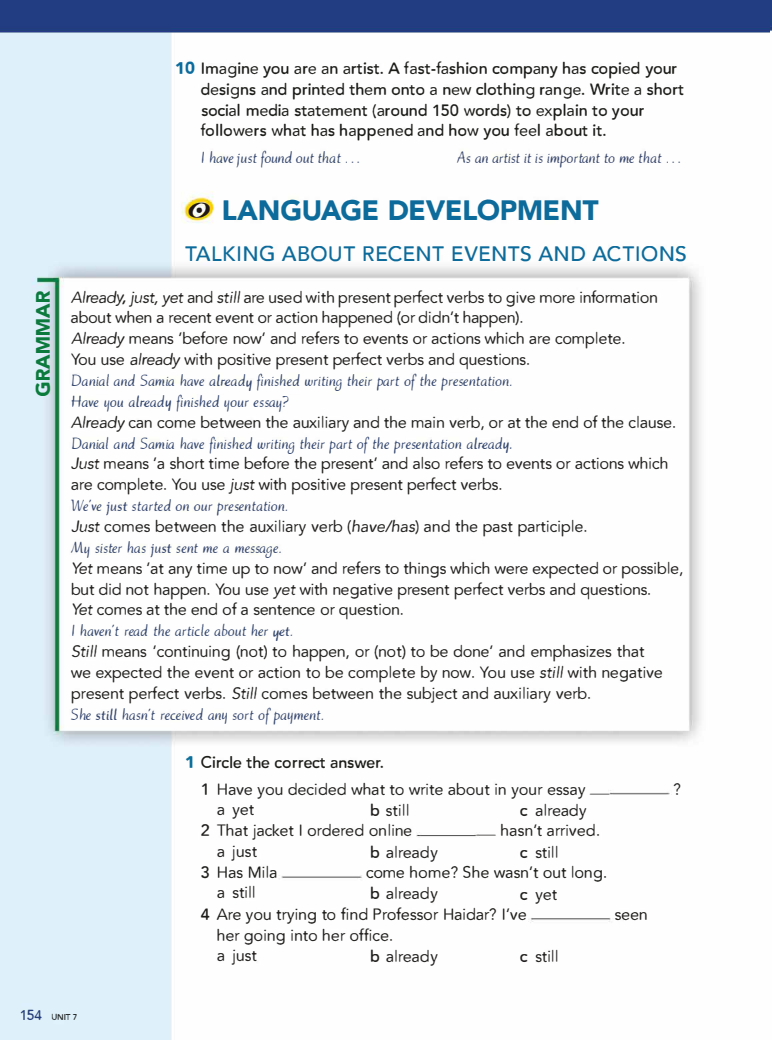 10 Imagine you are an artist. A fast-fashion company has copied your
designs and printed them onto a new clothing range. Write a short
social media statement (around 150 words) to explain to your
followers what has happened and how you feel about it.
I have just found out that . . . As an artist it is important to me that . . .
LANGUAGE DEVELOPMENT
TALKING ABOUT RECENT EVENTS AND ACTIONS
GRAMMAR
Already, just, yet and still are used with present perfect verbs to give more information
about when a recent event or action happened (or didn't happen).
Already means 'before now' and refers to events or actions which are complete.
You use already with positive present perfect verbs and questions.
Danial and Samia have already finished writing their part of the presentation.
Have you already finished your essay?
Already can come between the auxiliary and the main verb, or at the end of the clause.
Danial and Samia have finished writing their part of the presentation already.
Just means 'a short time before the present' and also refers to events or actions which
are complete. You use just with positive present perfect verbs.
We've just started on our presentation.
Just comes between the auxiliary verb (have/has) and the past participle.
My sister has just sent me a message.
Yet means 'at any time up to now' and refers to things which were expected or possible,
but did not happen. You use yet with negative present perfect verbs and questions.
Yet comes at the end of a sentence or question.
I haven't read the article about her yet.
Still means 'continuing (not) to happen, or (not) to be done' and emphasizes that
we expected the event or action to be complete by now. You use still with negative
present perfect verbs. Still comes between the subject and auxiliary verb.
She still hasn't received any sort of payment.
1 Circle the correct answer.
1 Have you decided what to write about in your essay __________ ?
a yet b still c already
2 That jacket I ordered online __________ hasn't arrived.
a just b already c still
3 Has Mila __________ come home? She wasn't out long.
a still b already c yet
4 Are you trying to find Professor Haidar? I've __________ seen
her going into her office.
a just b already c still
154 UNIT 7